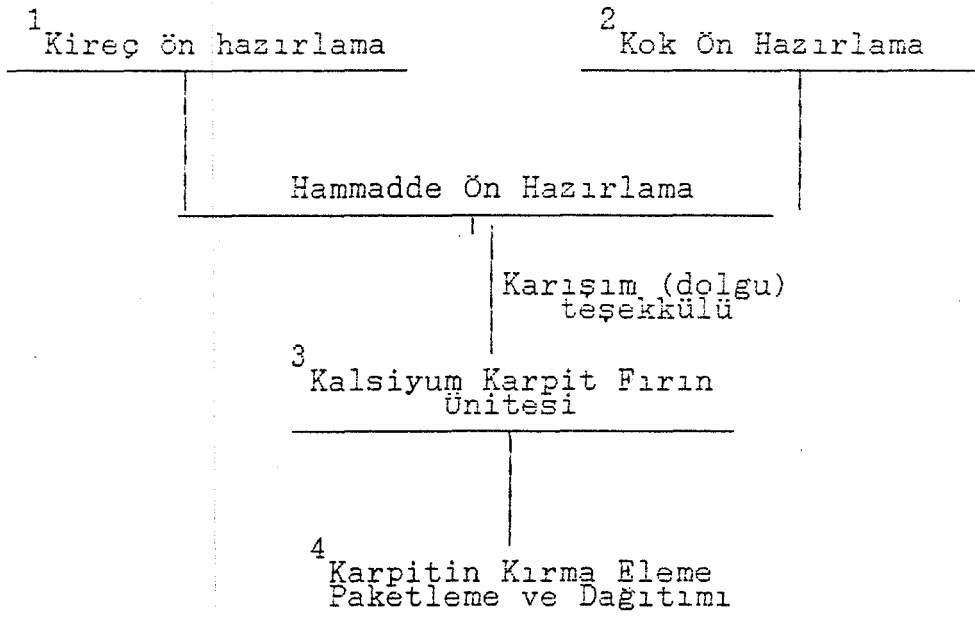 1 Kireç ön hazırlama
2 Kok Ön Hazırlama
Hammadde Ön Hazırlama
Karışım (dolgu)
teşekkülü
3 Kalsiyum Karpit Fırın
Ünitesi
4 Karpitin Kırma Eleme
Paketleme ve Dağıtımı